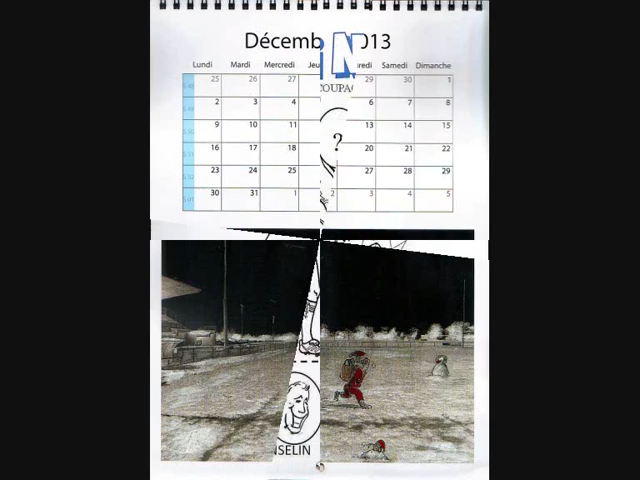 Décemb 013
iN
Lundi Mardi Mercredi Jeu redi Samedi Dimanche
25 26 27 29 30 1
COUPA
2 3 4 6 7 8
9 10 11 13 14 15
?
16 17 18 20 21 22
23 24 25 27 28 29
30 31 1 2 3 4 5
NSELIN